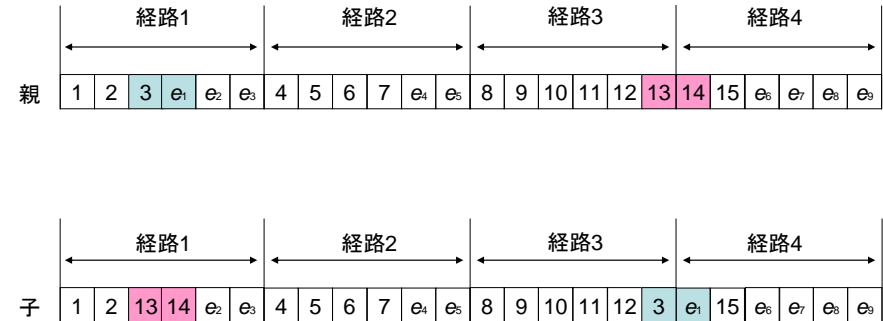 経路1 経路2 経路3 経路4
親 1 2 3 e₁ e₂ e₃ 4 5 6 7 e₄ e₅ 8 9 10 11 12 13 14 15 e₆ e₇ e₈ e₉
経路1 経路2 経路3 経路4
子 1 2 13 14 e₂ e₃ 4 5 6 7 e₄ e₅ 8 9 10 11 12 3 e₁ 15 e₆ e₇ e₈ e₉